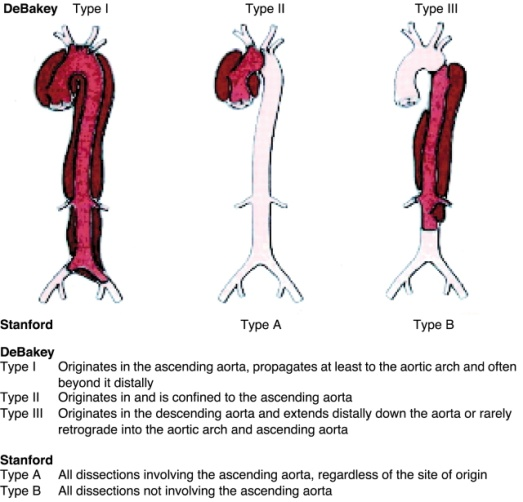 DeBakey Type I Type II Type III
Stanford Type A Type B
DeBakey
Type I Originates in the ascending aorta, propagates at least to the aortic arch and often
beyond it distally
Type II Originates in and is confined to the ascending aorta
Type III Originates in the descending aorta and extends distally down the aorta or rarely
retrograde into the aortic arch and ascending aorta
Stanford
Type A All dissections involving the ascending aorta, regardless of the site of origin
Type B All dissections not involving the ascending aorta